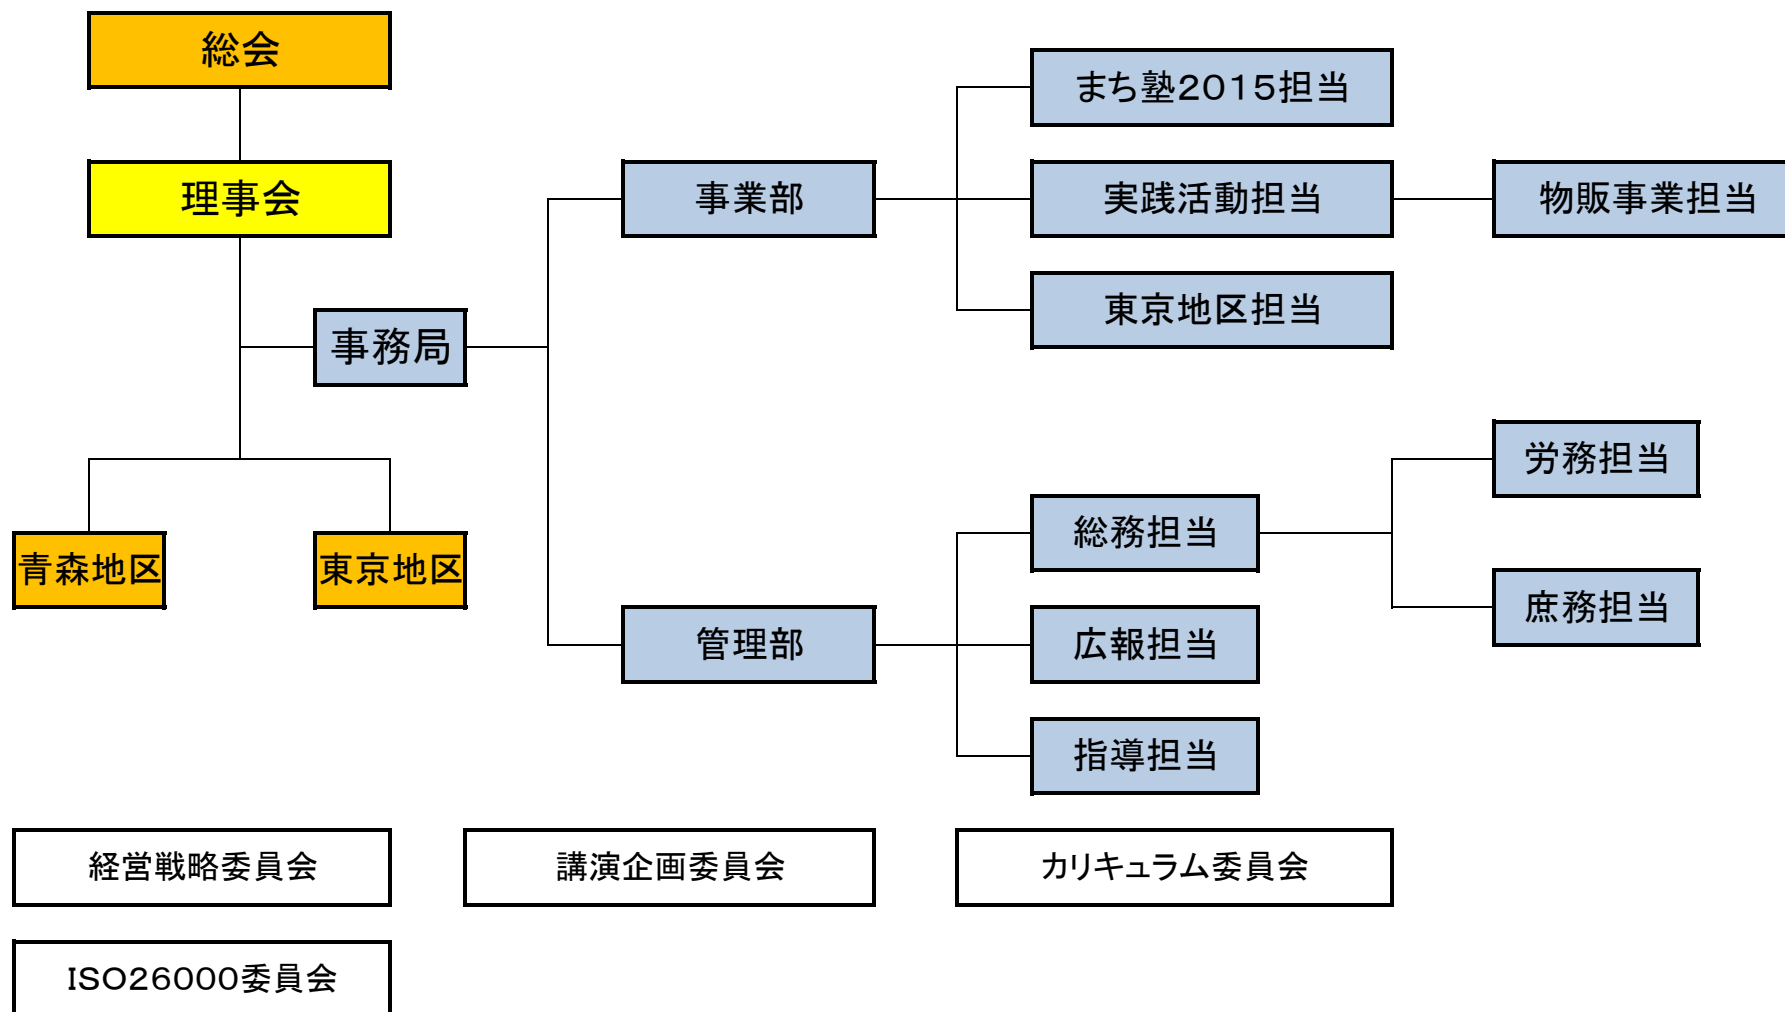 総会
理事会
事務局
青森地区
東京地区
事業部
まち塾2015担当
実践活動担当
物販事業担当
東京地区担当
管理部
総務担当
労務担当
庶務担当
広報担当
指導担当
経営戦略委員会
講演企画委員会
カリキュラム委員会
ISO26000委員会